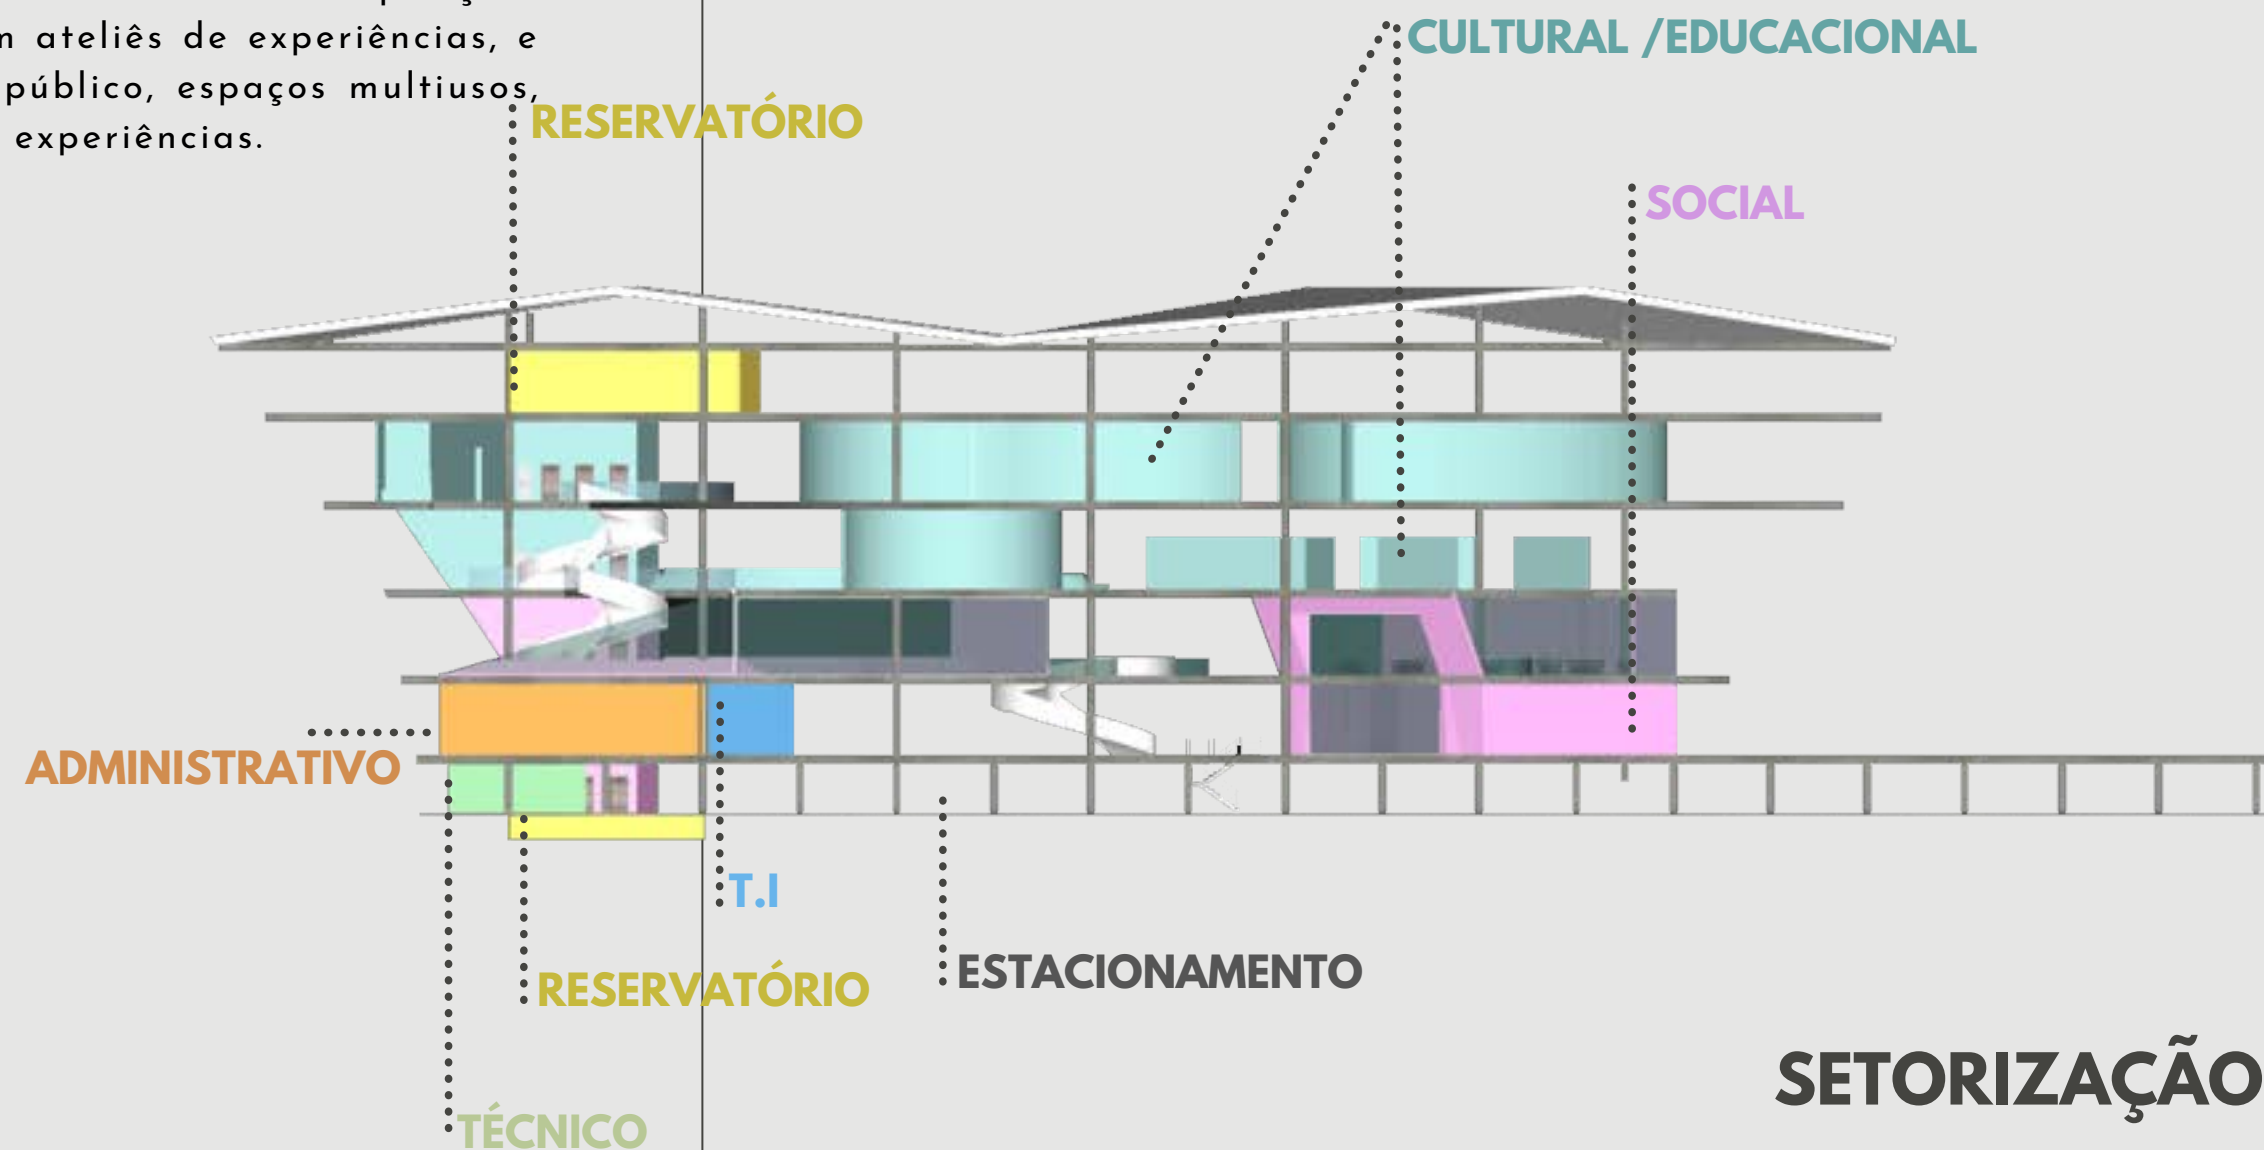 m ateliês de experiências, e
público, espaços multiusos,
experiências.
CULTURAL /EDUCACIONAL
RESERVATÓRIO
SOCIAL
ADMINISTRATIVO
T.I
RESERVATÓRIO
ESTACIONAMENTO
TÉCNICO
SETORIZAÇÃO